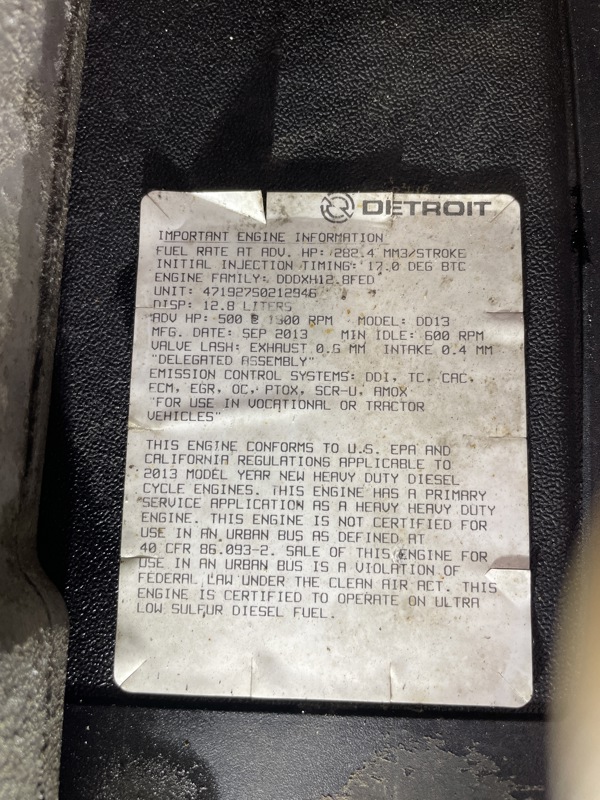 DETROIT
IMPORTANT ENGINE INFORMATION
FUEL RATE AT ADV. HP: 282.4 MM3/STROKE
INITIAL INJECTION TIMING: 17.0 DEG BTC
ENGINE FAMILY: DDDXH12.8FED
UNIT: 47192750212946
DISP: 12.8 LITERS
ADV HP: 500 RPM MODEL: DD13
MFG. DATE: SEP 2013 MIN IDLE: 600 RPM
VALVE LASH: EXHAUST 0.6 MM INTAKE 0.4 MM
"DELEGATED ASSEMBLY"
EMISSION CONTROL SYSTEMS: DDI, TC, CAC,
ECM, EGR, OC, PTOX, SCR-U, AMOX
"FOR USE IN VOCATIONAL OR TRACTOR
VEHICLES"
THIS ENGINE CONFORMS TO U.S. EPA AND
CALIFORNIA REGULATIONS APPLICABLE TO
2013 MODEL YEAR NEW HEAVY DUTY DIESEL
CYCLE ENGINES. THIS ENGINE HAS A PRIMARY
SERVICE APPLICATION AS A HEAVY HEAVY DUTY
ENGINE. THIS ENGINE IS NOT CERTIFIED FOR
USE IN AN URBAN BUS AS DEFINED AT
40 CFR 86.093-2. SALE OF THIS ENGINE FOR
USE IN AN URBAN BUS IS A VIOLATION OF
FEDERAL LAW UNDER THE CLEAN AIR ACT. THIS
ENGINE IS CERTIFIED TO OPERATE ON ULTRA
LOW SULFUR DIESEL FUEL.